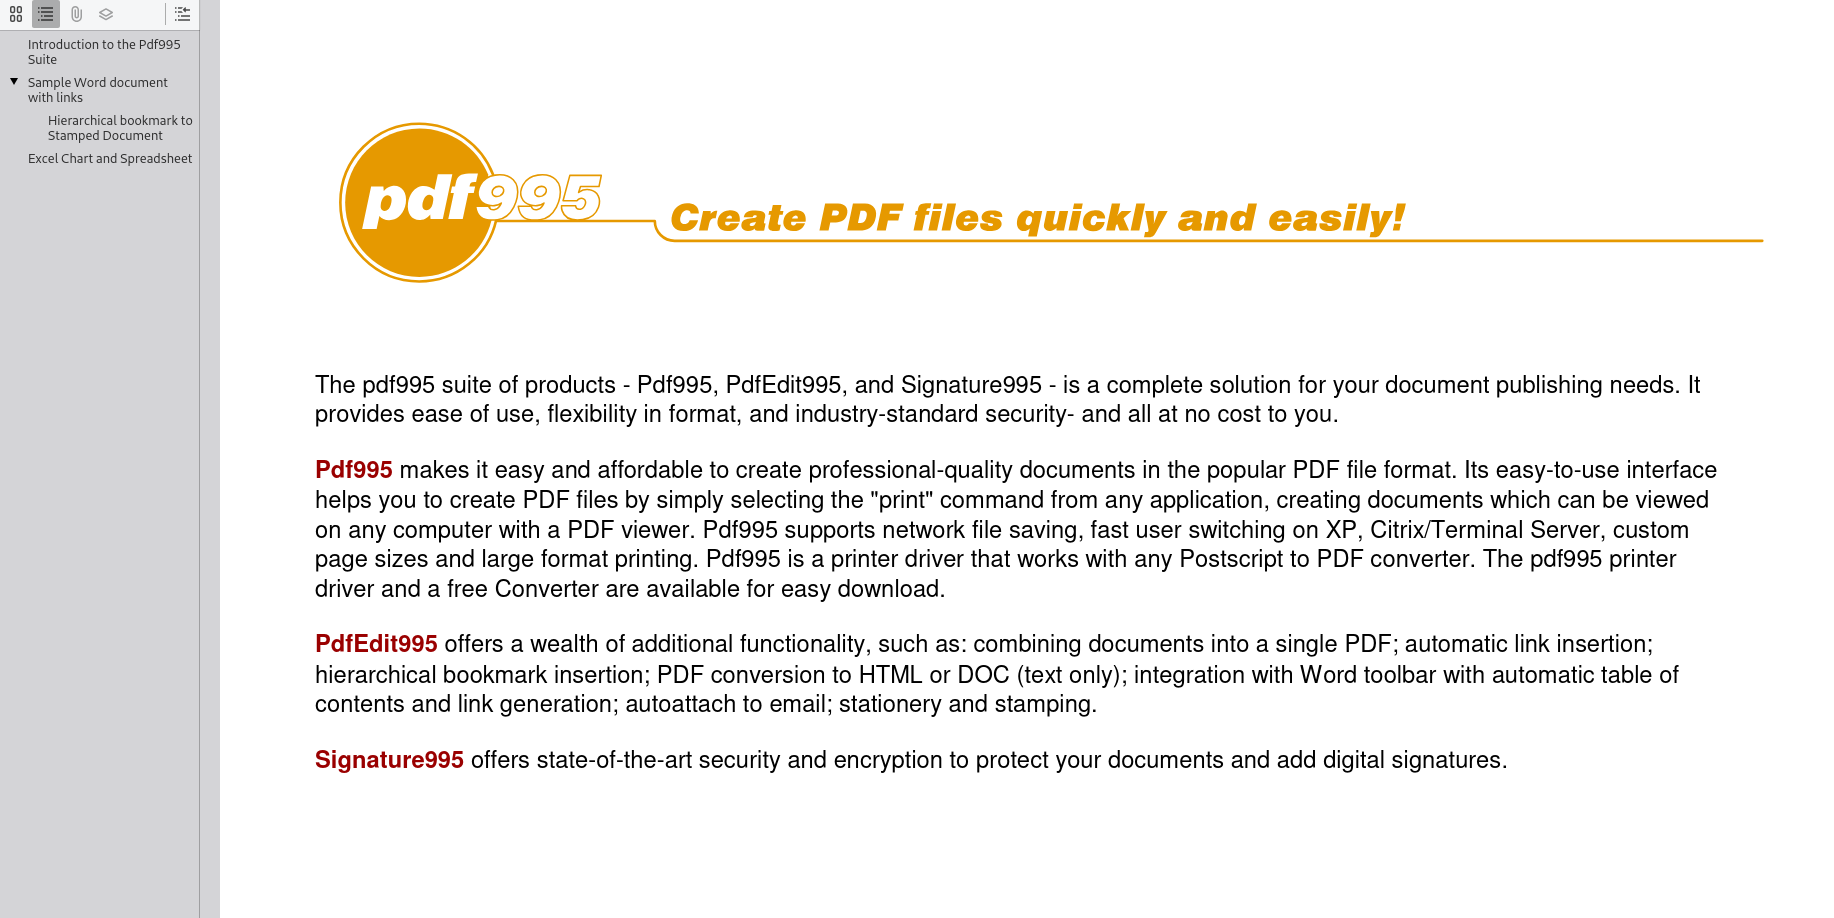 Introduction to the Pdf995
Suite
Sample Word document
with links
Hierarchical bookmark to
Stamped Document
Excel Chart and Spreadsheet
pdf995
Create PDF files quickly and easily!
The pdf995 suite of products - Pdf995, PdfEdit995, and Signature995 - is a complete solution for your document publishing needs. It
provides ease of use, flexibility in format, and industry-standard security- and all at no cost to you.
Pdf995 makes it easy and affordable to create professional-quality documents in the popular PDF file format. Its easy-to-use interface
helps you to create PDF files by simply selecting the "print" command from any application, creating documents which can be viewed
on any computer with a PDF viewer. Pdf995 supports network file saving, fast user switching on XP, Citrix/Terminal Server, custom
page sizes and large format printing. Pdf995 is a printer driver that works with any Postscript to PDF converter. The pdf995 printer
driver and a free Converter are available for easy download.
PdfEdit995 offers a wealth of additional functionality, such as: combining documents into a single PDF; automatic link insertion;
hierarchical bookmark insertion; PDF conversion to HTML or DOC (text only); integration with Word toolbar with automatic table of
contents and link generation; autoattach to email; stationery and stamping.
Signature995 offers state-of-the-art security and encryption to protect your documents and add digital signatures.